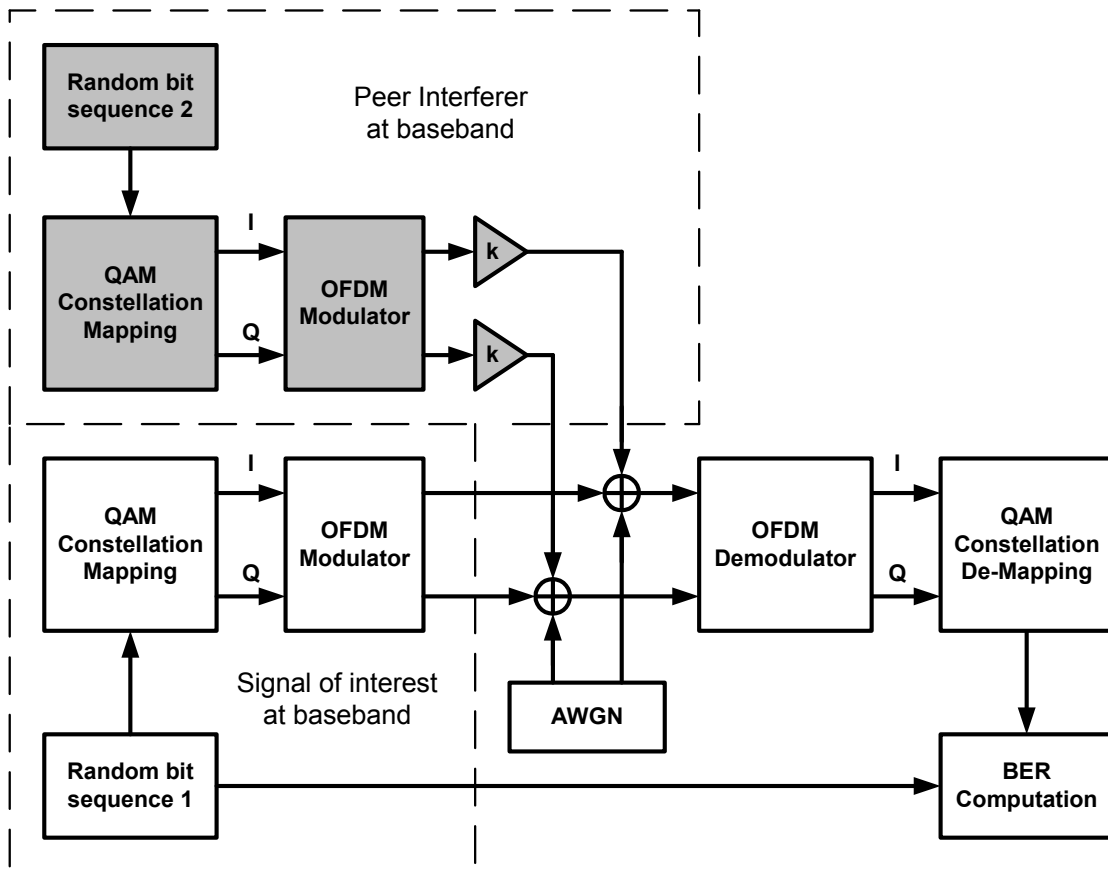 Random bit
sequence 2
Peer Interferer
at baseband
QAM
Constellation
Mapping
I
Q
OFDM
Modulator
k
k
QAM
Constellation
Mapping
I
Q
OFDM
Modulator
OFDM
Demodulator
I
Q
QAM
Constellation
De-Mapping
Signal of interest
at baseband
AWGN
Random bit
sequence 1
BER
Computation